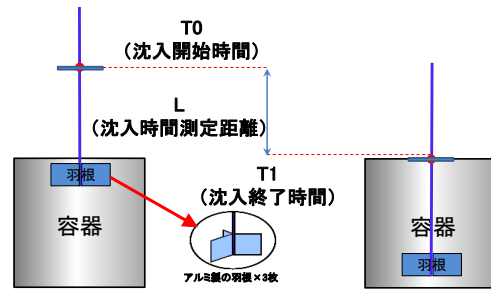 T0
(沈入開始時間)
L
(沈入時間測定距離)
T1
(沈入終了時間)
羽根
容器
アルミ製の羽根×3枚
容器
羽根